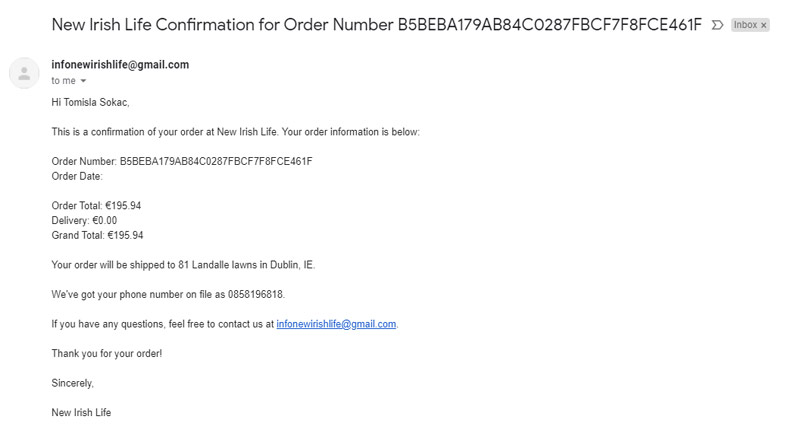 New Irish Life Confirmation for Order Number B5BEBA179AB84C0287FBCF7F8FCE461F Inbox x
infonewirishlife@gmail.com
to me
Hi Tomisla Sokac,
This is a confirmation of your order at New Irish Life. Your order information is below:
Order Number: B5BEBA179AB84C0287FBCF7F8FCE461F
Order Date:
Order Total: €195.94
Delivery: €0.00
Grand Total: €195.94
Your order will be shipped to 81 Landalle lawns in Dublin, IE.
We've got your phone number on file as 0858196818.
If you have any questions, feel free to contact us at infonewirishlife@gmail.com.
Thank you for your order!
Sincerely,
New Irish Life